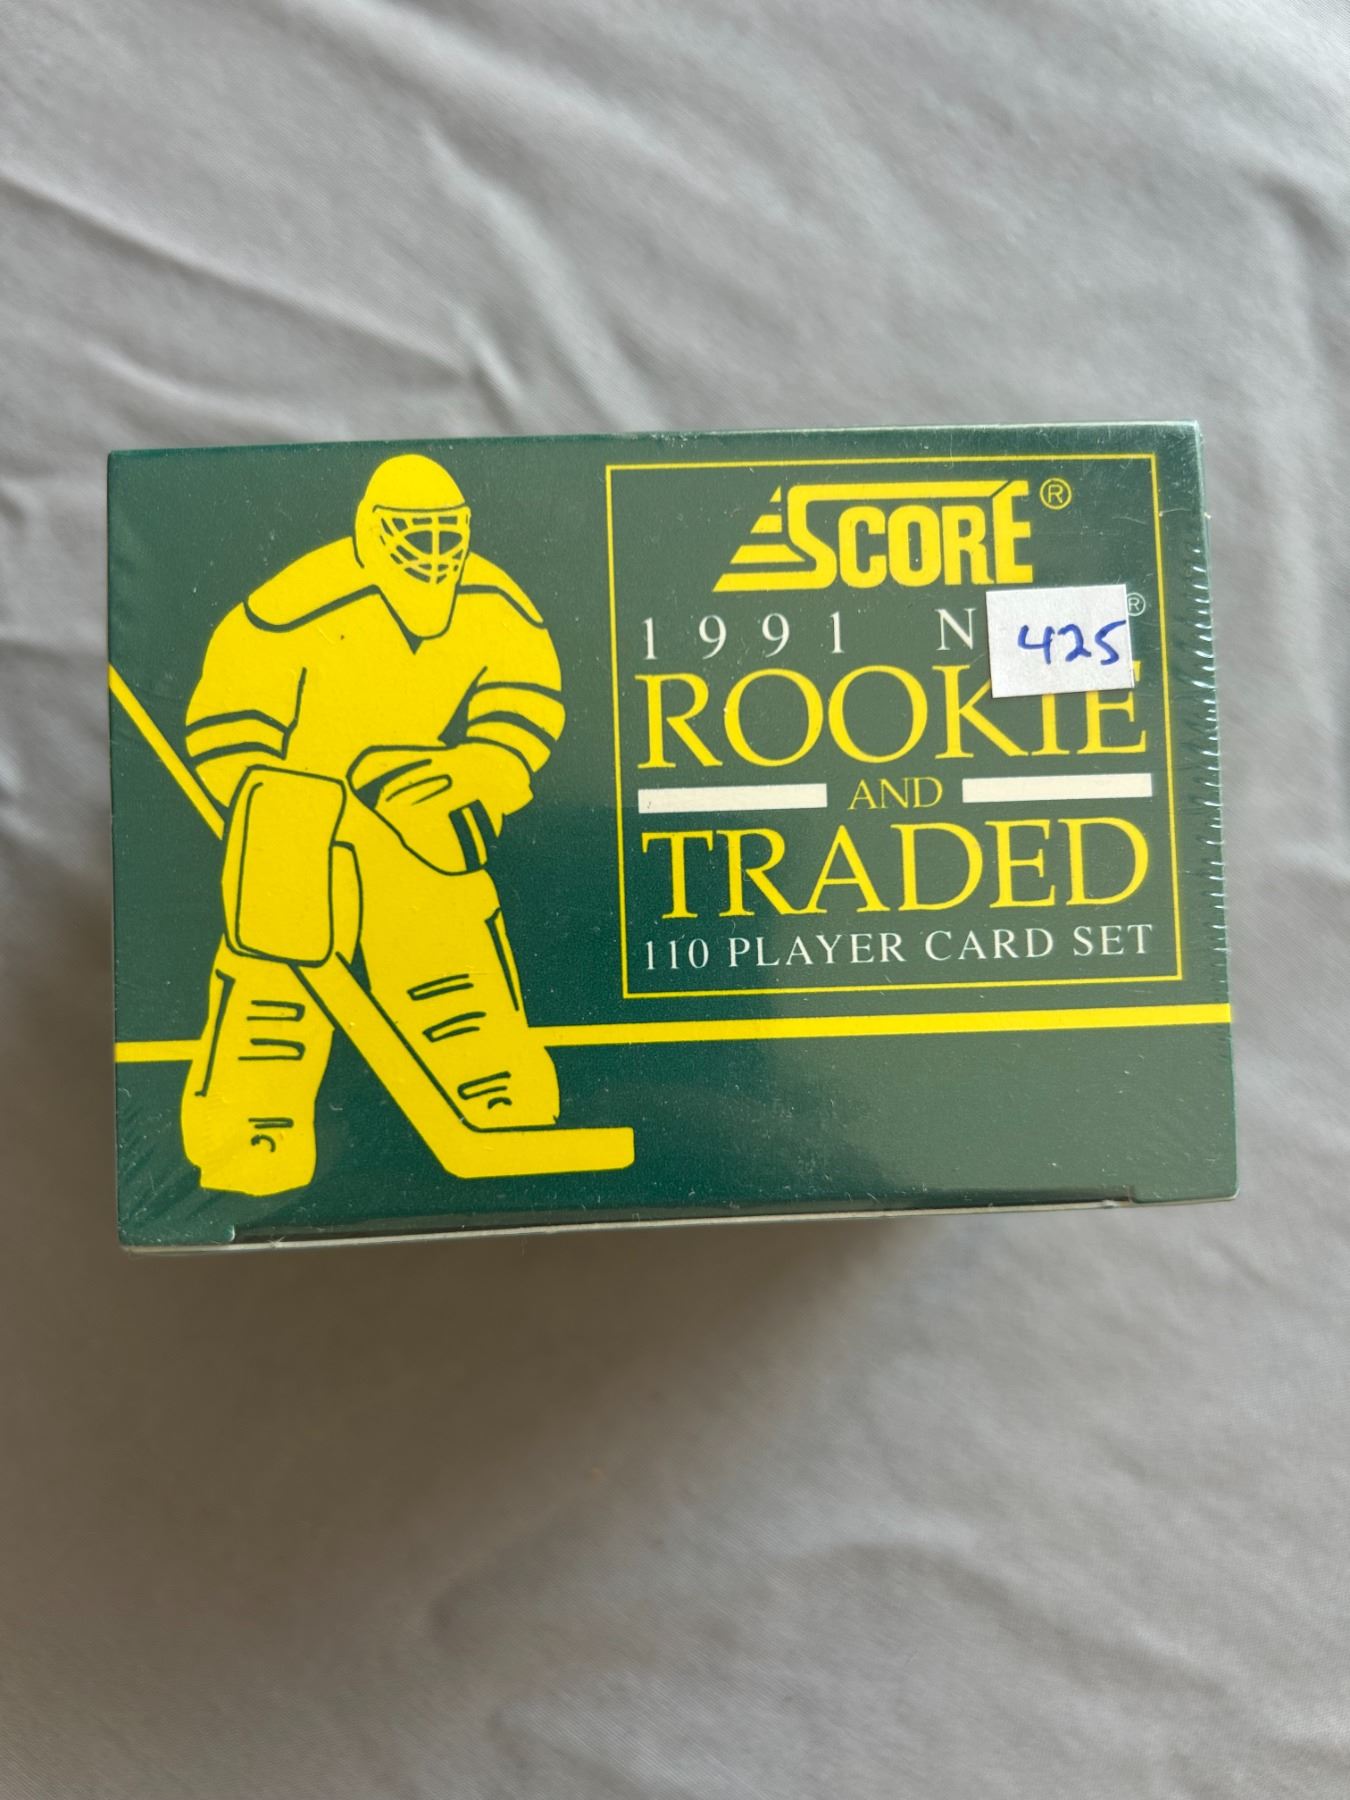 SCORE®
1991 N ®
425
ROOKIE
AND
TRADED
110 PLAYER CARD SET